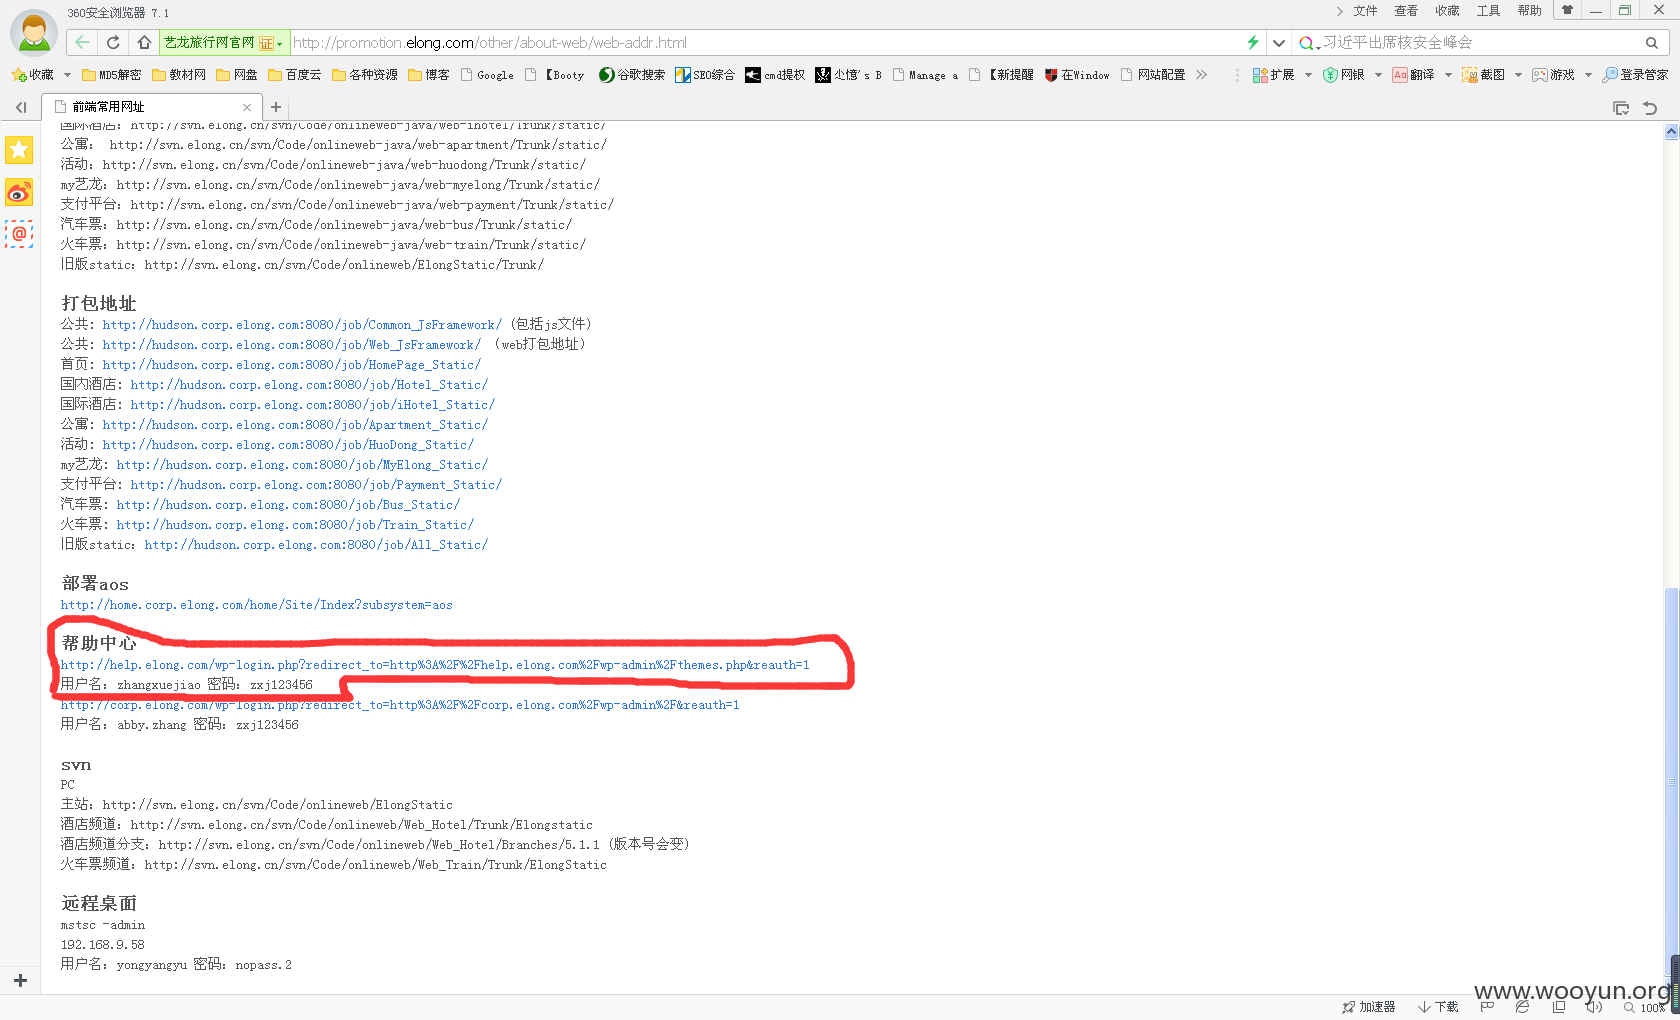 360安全浏览器 7.1
文件 查看 收藏 工具 帮助
艺龙旅行网官网 证
http://promotion.elong.com/other/about-web/web-addr.html
习近平出席核安全峰会
收藏 MD5解密 教材网 网盘 百度云 各种资源 博客 Google 【Booty 谷歌搜索 SEO综合 cmd提权 尘憶's B Manage a 【新提醒 在Window 网站配置 扩展 网银 翻译 截图 游戏 登录管家
前端常用网址
国际酒店：http://svn.elong.cn/svn/Code/onlineweb-java/web-ihotel/Trunk/static/
公寓： http://svn.elong.cn/svn/Code/onlineweb-java/web-apartment/Trunk/static/
活动：http://svn.elong.cn/svn/Code/onlineweb-java/web-huodong/Trunk/static/
my艺龙：http://svn.elong.cn/svn/Code/onlineweb-java/web-myelong/Trunk/static/
支付平台：http://svn.elong.cn/svn/Code/onlineweb-java/web-payment/Trunk/static/
汽车票：http://svn.elong.cn/svn/Code/onlineweb-java/web-bus/Trunk/static/
火车票：http://svn.elong.cn/svn/Code/onlineweb-java/web-train/Trunk/static/
旧版static：http://svn.elong.cn/svn/Code/onlineweb/ElongStatic/Trunk/
打包地址
公共：http://hudson.corp.elong.com:8080/job/Common_JsFramework/（包括js文件）
公共：http://hudson.corp.elong.com:8080/job/Web_JsFramework/ （web打包地址）
首页：http://hudson.corp.elong.com:8080/job/HomePage_Static/
国内酒店：http://hudson.corp.elong.com:8080/job/Hotel_Static/
国际酒店：http://hudson.corp.elong.com:8080/job/iHotel_Static/
公寓：http://hudson.corp.elong.com:8080/job/Apartment_Static/
活动：http://hudson.corp.elong.com:8080/job/HuoDong_Static/
my艺龙：http://hudson.corp.elong.com:8080/job/MyElong_Static/
支付平台：http://hudson.corp.elong.com:8080/job/Payment_Static/
汽车票：http://hudson.corp.elong.com:8080/job/Bus_Static/
火车票：http://hudson.corp.elong.com:8080/job/Train_Static/
旧版static：http://hudson.corp.elong.com:8080/job/All_Static/
部署aos
http://home.corp.elong.com/home/Site/Index?subsystem=aos
帮助中心
http://help.elong.com/wp-login.php?redirect_to=http%3A%2F%2Fhelp.elong.com%2Fwp-admin%2Fthemes.php&reauth=1
用户名：zhangxuejiao 密码：zxj123456
http://corp.elong.com/wp-login.php?redirect_to=http%3A%2F%2Fcorp.elong.com%2Fwp-admin%2F&reauth=1
用户名：abby.zhang 密码：zxj123456
svn
PC
主站：http://svn.elong.cn/svn/Code/onlineweb/ElongStatic
酒店频道：http://svn.elong.cn/svn/Code/onlineweb/Web_Hotel/Trunk/Elongstatic
酒店频道分支：http://svn.elong.cn/svn/Code/onlineweb/Web_Hotel/Branches/5.1.1（版本号会变）
火车票频道：http://svn.elong.cn/svn/Code/onlineweb/Web_Train/Trunk/ElongStatic
远程桌面
mstsc -admin
192.168.9.58
用户名：yongyangyu 密码：nopass.2
www.wooyun.org
加速器 下载 100%